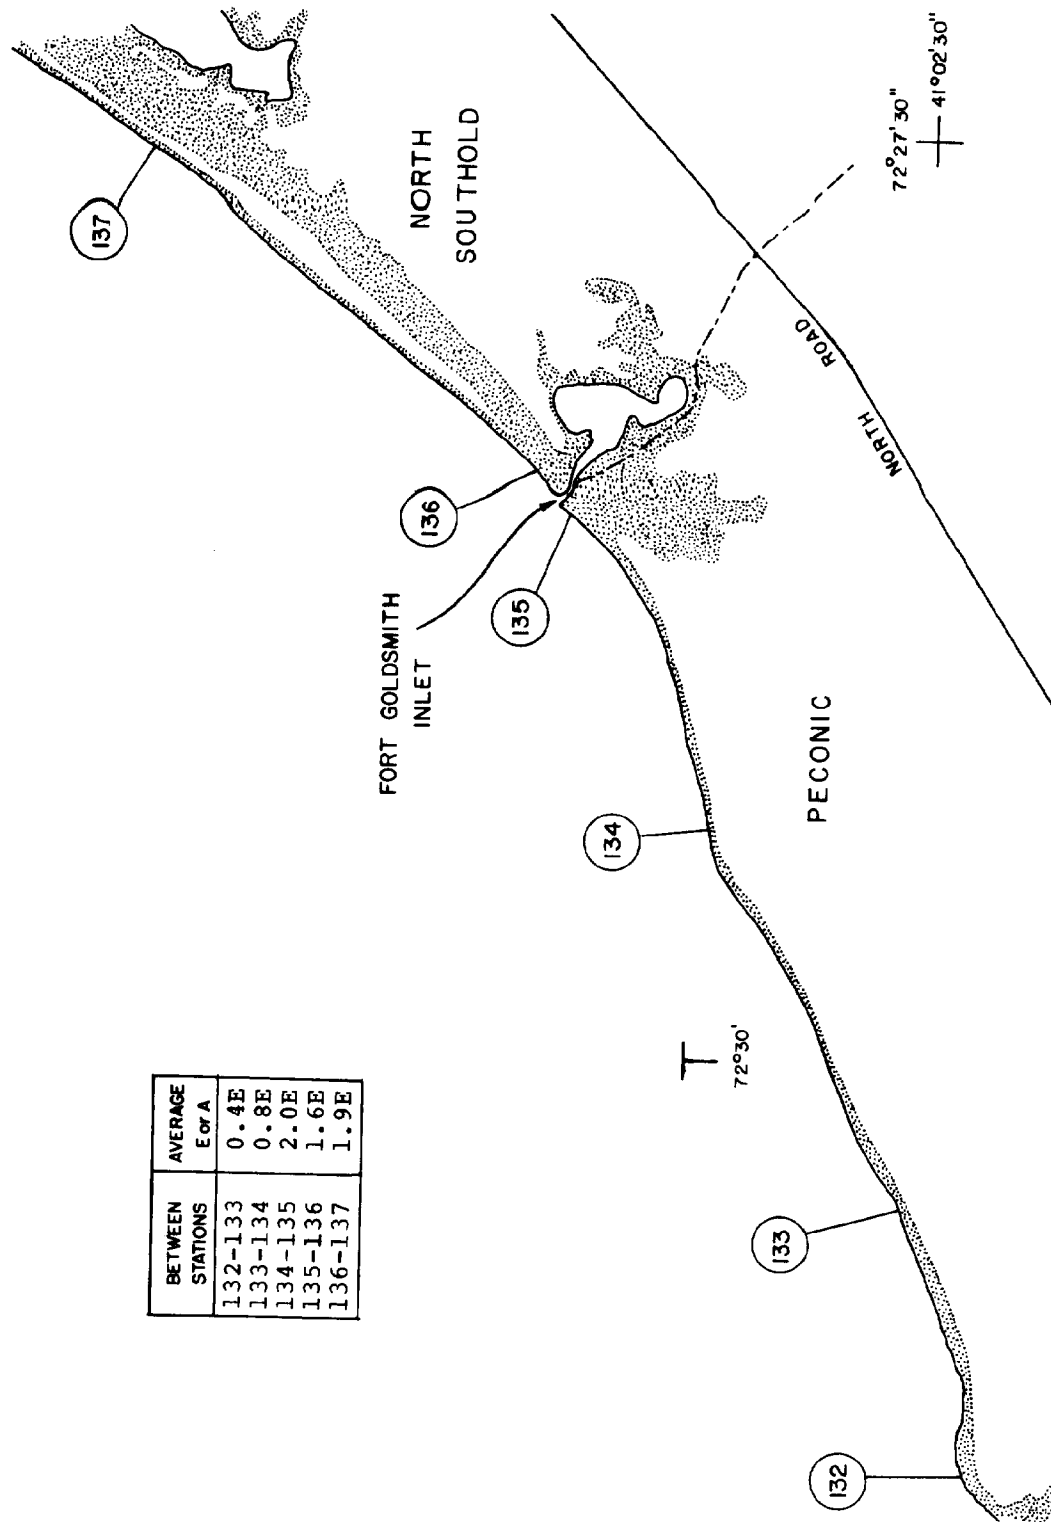 BETWEEN STATIONS AVERAGE E or A
132-133 0.4E
133-134 0.8E
134-135 2.0E
135-136 1.6E
136-137 1.9E
132
133
134
135
136
137
FORT GOLDSMITH
INLET
72°30'
PECONIC
NORTH
SOUTHOLD
NORTH ROAD
72°27'30"
41°02'30"